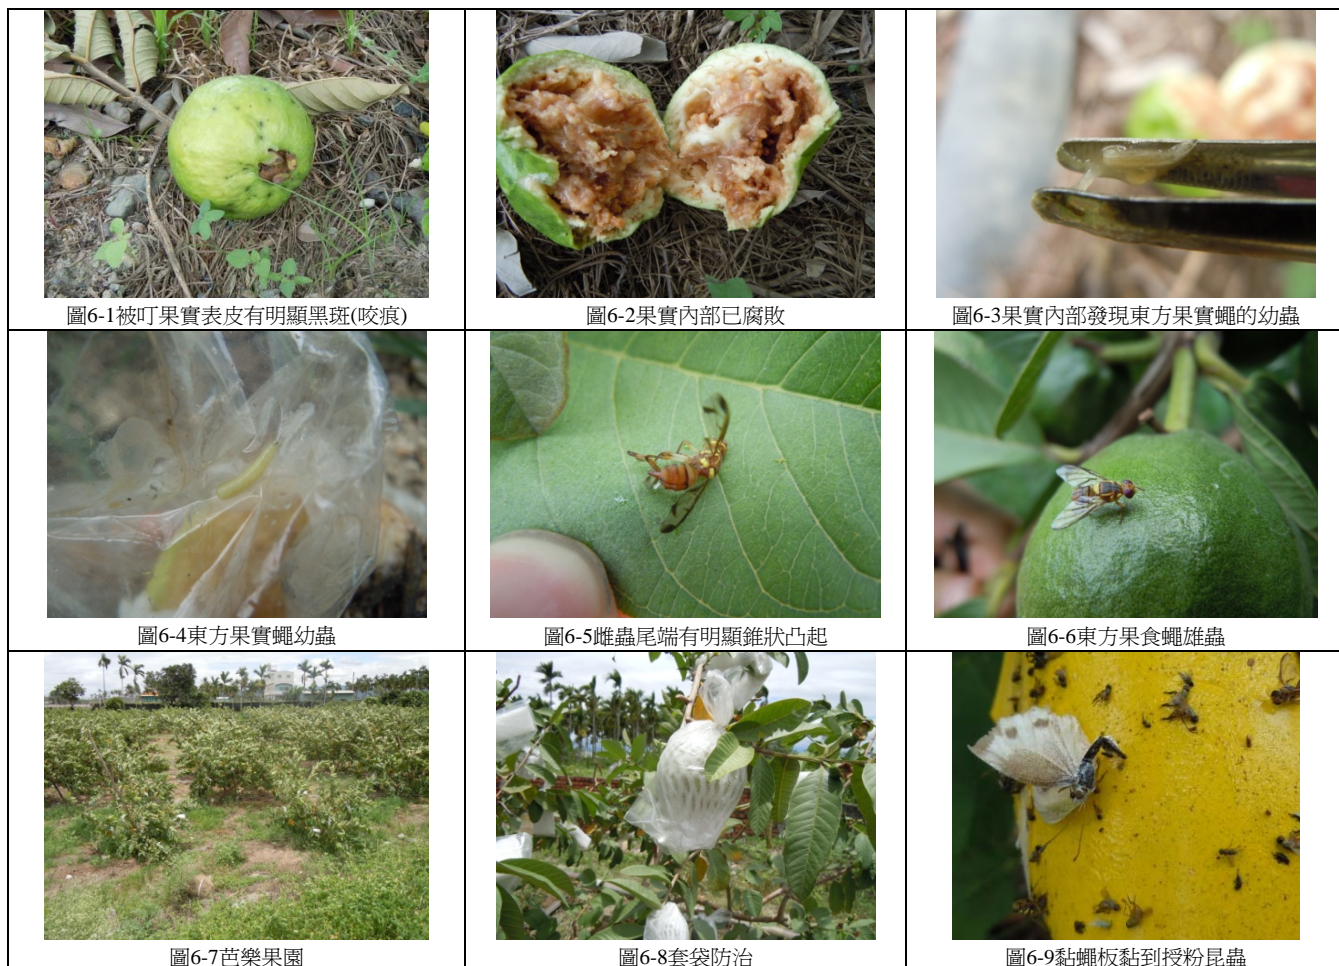 圖6-1被叮果實表皮有明顯黑斑(咬痕)
圖6-2果實內部已腐敗
圖6-3果實內部發現東方果實蠅的幼蟲
圖6-4東方果實蠅幼蟲
圖6-5雌蟲尾端有明顯錐狀凸起
圖6-6東方果食蠅雄蟲
圖6-7芭樂果園
圖6-8套袋防治
圖6-9黏蠅板黏到授粉昆蟲